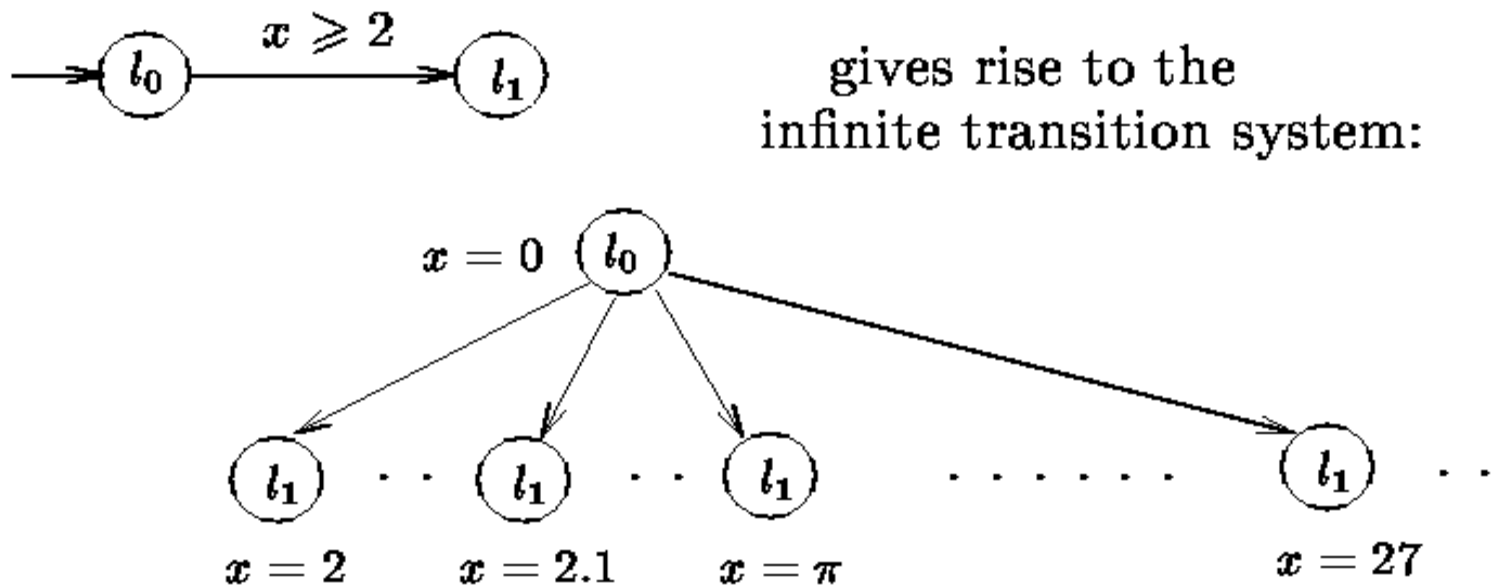 x ⩾ 2
l₀ l₁
gives rise to the
infinite transition system:
x = 0 l₀
l₁ · · l₁ · · l₁ · · · · · · l₁ · ·
x = 2 x = 2.1 x = π x = 27